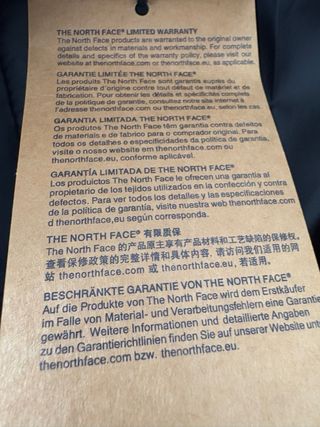 THE NORTH FACE® LIMITED WARRANTY
The North Face products are warranted to the original owner
against defects in materials and workmanship. For complete
details and specifics of the warranty policy, please visit our
website at thenorthface.com or thenorthface.eu, as applicable.
GARANTIE LIMITÉE THE NORTH FACE®
Les produits The North Face sont garantis auprès du
propriétaire d'origine contre tout défaut de matériel et de
fabrication. Pour obtenir les détails et spécificités complets
de la politique de garantie, consultez notre site internet à
l'adresse thenorthface.com ou thenorthface.eu, selon les cas.
GARANTIA LIMITADA THE NORTH FACE®
Os produtos The North Face têm garantia contra defeitos
de materiais e de fabrico para o comprador original. Para
todos os detalhes e especificidades da política de garantia,
visite o nosso website em thenorthface.com ou
thenorthface.eu, conforme aplicável.
GARANTÍA LIMITADA DE THE NORTH FACE®
Los produictos The North Face le ofrecen una garantía al
propietario de los tejidos utilizados en la confección y contra
defectos. Para ver todos los detalles y las especificaciones
de la política de garantía, visite nuestra web thenorthface.com
d thenorthface.eu según corresponda.
THE NORTH FACE® 有限质保
The North Face 的产品原主享有产品材料和工艺缺陷的保修权。
查看保修政策的完整详情和具体内容，请访问我们适用的网
站 thenorthface.com 或 thenorthface.eu，若适用。
BESCHRÄNKTE GARANTIE VON THE NORTH FACE®
Auf die Produkte von The North Face wird dem Erstkäufer
im Falle von Material- und Verarbeitungsfehlern eine Garantie
gewährt. Weitere Informationen und detaillierte Angaben
zu den Garantierichtlinien finden Sie auf unserer Website unter
thenorthface.com bzw. thenorthface.eu.